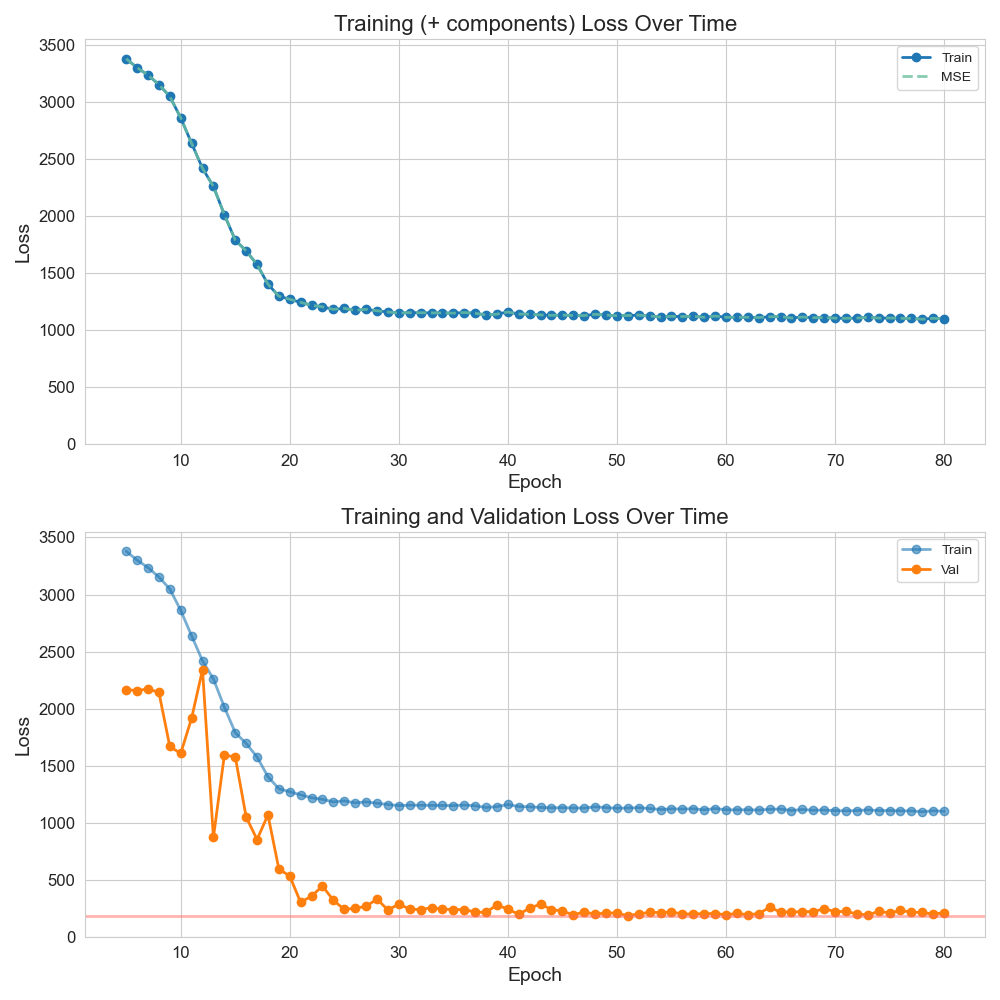 Training (+ components) Loss Over Time
3500
3000
2500
2000
1500
1000
500
0
Loss
Train
MSE
10 20 30 40 50 60 70 80
Epoch
Training and Validation Loss Over Time
3500
3000
2500
2000
1500
1000
500
0
Loss
Train
Val
10 20 30 40 50 60 70 80
Epoch